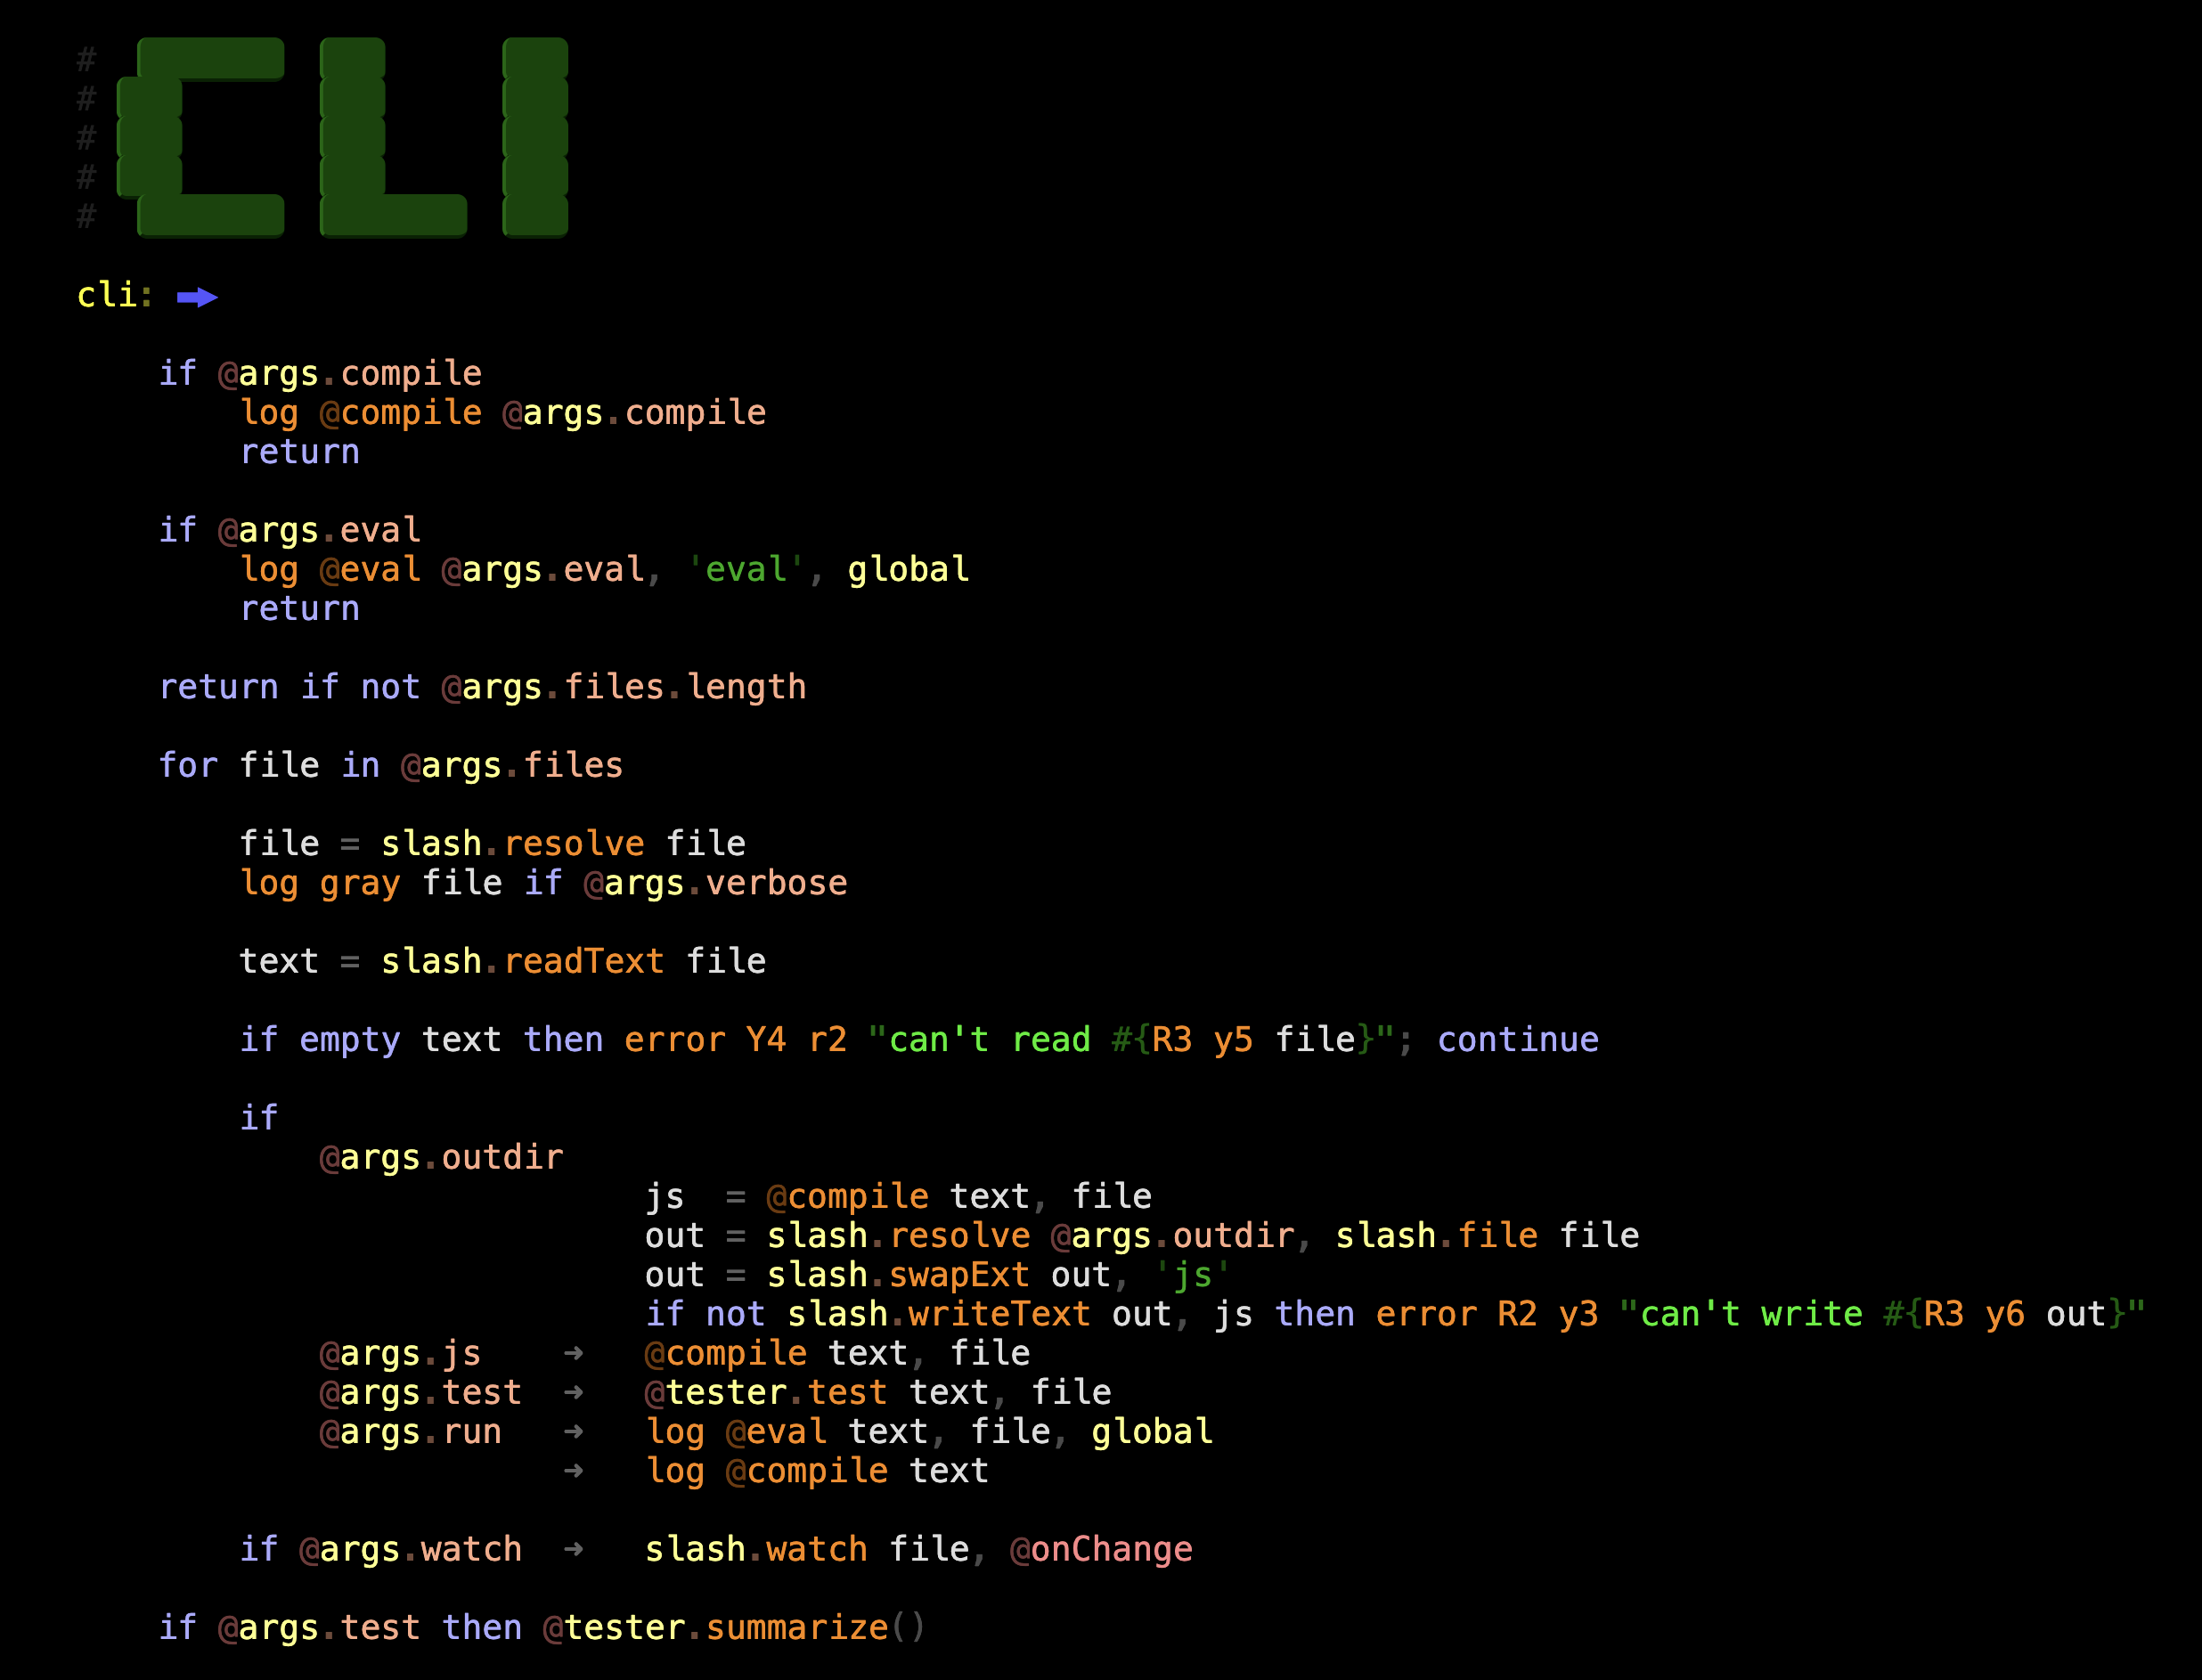 #
#
#
#
#
CLI
cli: ➡
if @args.compile
log @compile @args.compile
return
if @args.eval
log @eval @args.eval, 'eval', global
return
return if not @args.files.length
for file in @args.files
file = slash.resolve file
log gray file if @args.verbose
text = slash.readText file
if empty text then error Y4 r2 "can't read #{R3 y5 file}"; continue
if
@args.outdir
js  = @compile text, file
out = slash.resolve @args.outdir, slash.file file
out = slash.swapExt out, 'js'
if not slash.writeText out, js then error R2 y3 "can't write #{R3 y6 out}"
@args.js    ➜   @compile text, file
@args.test  ➜   @tester.test text, file
@args.run   ➜   log @eval text, file, global
➜   log @compile text
if @args.watch  ➜   slash.watch file, @onChange
if @args.test then @tester.summarize()